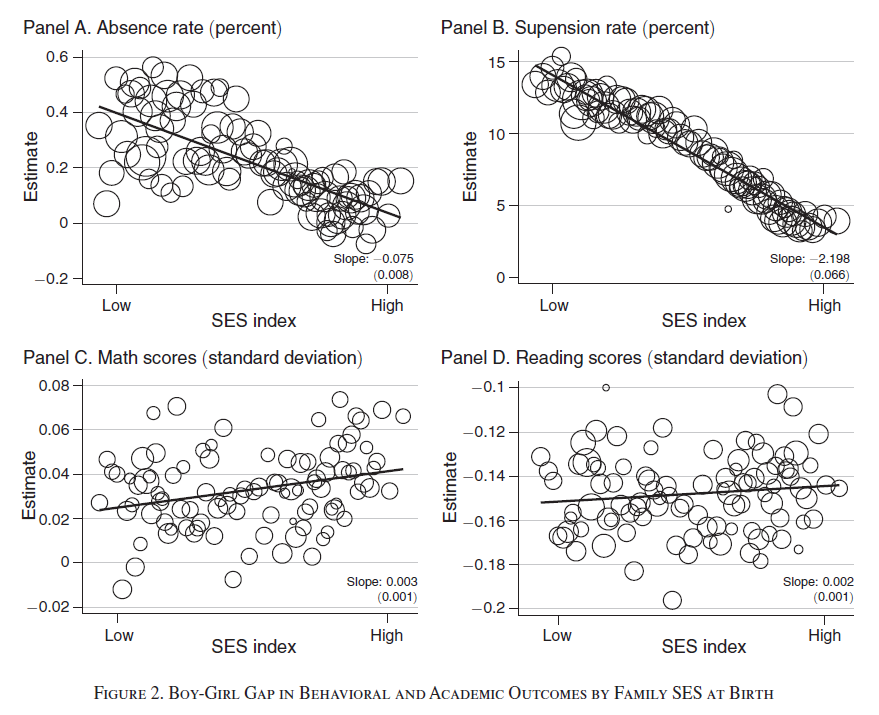 Panel A. Absence rate (percent)
0.6
0.4
0.2
0
−0.2
Estimate
Slope: −0.075
(0.008)
Low
High
SES index
Panel B. Supension rate (percent)
15
10
5
0
Estimate
Slope: −2.198
(0.066)
Low
High
SES index
Panel C. Math scores (standard deviation)
0.08
0.06
0.04
0.02
0
−0.02
Estimate
Slope: 0.003
(0.001)
Low
High
SES index
Panel D. Reading scores (standard deviation)
−0.1
−0.12
−0.14
−0.16
−0.18
−0.2
Estimate
Slope: 0.002
(0.001)
Low
High
SES index
Figure 2. Boy-Girl Gap in Behavioral and Academic Outcomes by Family SES at Birth